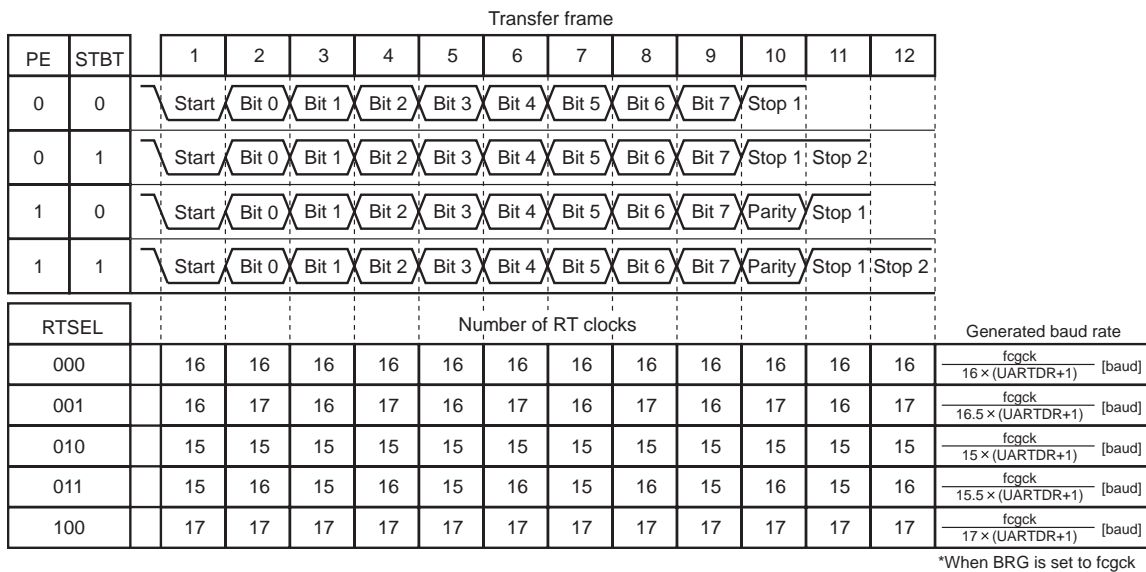 Transfer frame
PE STBT 1 2 3 4 5 6 7 8 9 10 11 12
0 0 Start Bit 0 Bit 1 Bit 2 Bit 3 Bit 4 Bit 5 Bit 6 Bit 7 Stop 1
0 1 Start Bit 0 Bit 1 Bit 2 Bit 3 Bit 4 Bit 5 Bit 6 Bit 7 Stop 1 Stop 2
1 0 Start Bit 0 Bit 1 Bit 2 Bit 3 Bit 4 Bit 5 Bit 6 Bit 7 Parity Stop 1
1 1 Start Bit 0 Bit 1 Bit 2 Bit 3 Bit 4 Bit 5 Bit 6 Bit 7 Parity Stop 1 Stop 2
RTSEL Number of RT clocks Generated baud rate
000 16 16 16 16 16 16 16 16 16 16 16 16 fcgck / 16×(UARTDR+1) [baud]
001 16 17 16 17 16 17 16 17 16 17 16 17 fcgck / 16.5×(UARTDR+1) [baud]
010 15 15 15 15 15 15 15 15 15 15 15 15 fcgck / 15×(UARTDR+1) [baud]
011 15 16 15 16 15 16 15 16 15 16 15 16 fcgck / 15.5×(UARTDR+1) [baud]
100 17 17 17 17 17 17 17 17 17 17 17 17 fcgck / 17×(UARTDR+1) [baud]
*When BRG is set to fcgck